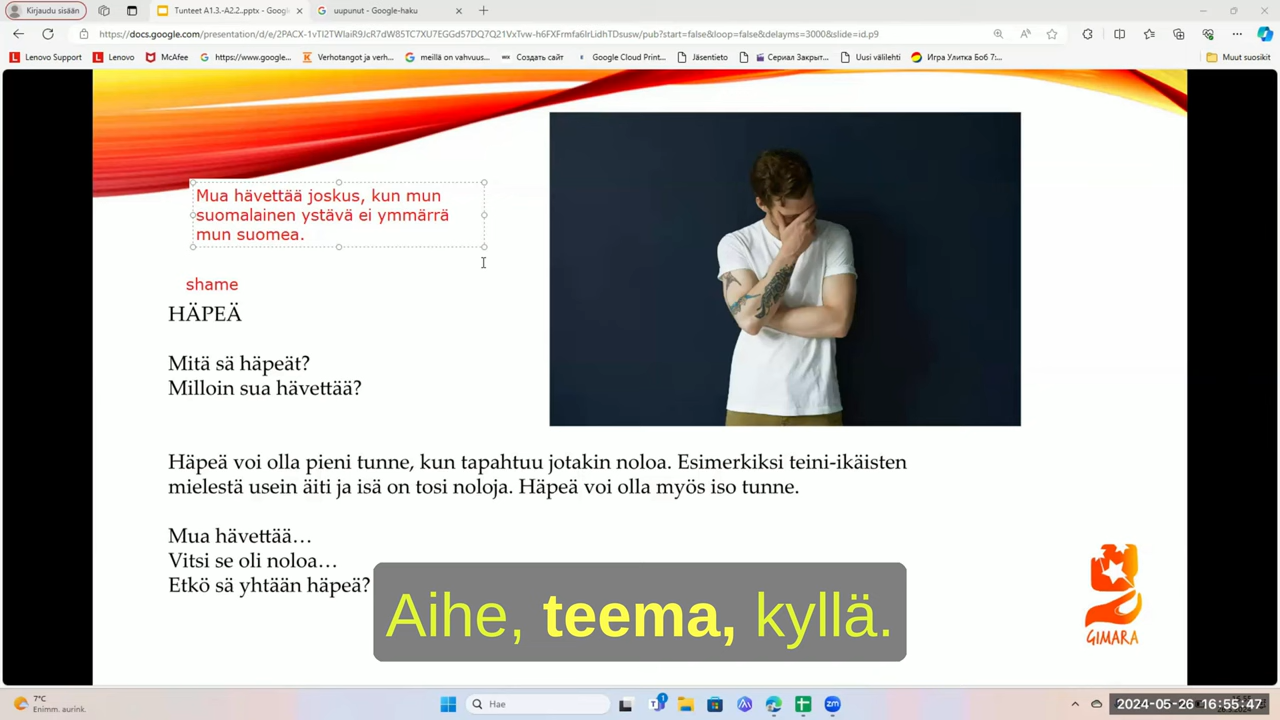 Kirjaudu sisään
Tunteet A1.3.-A2.2..pptx - Googl
uupunut - Google-haku
https://docs.google.com/presentation/d/e/2PACX-1vTI2TWlaiR9JcR7dW85TC7XU7EGGd57DQ7Q21VxTvw-h6FXFrmfa6IrLidhTDsusw/pub?start=false&loop=false&delayms=3000&slide=id.p9
Lenovo Support
Lenovo
McAfee
https://www.google...
Verhotangot ja verh...
meillä on vahvuus...
Создать сайт
Google Cloud Print...
Jäsentieto
Сериал Закрыт...
Uusi välilehti
Игра Улитка Боб 7:...
Muut suosikit
Mua hävettää joskus, kun mun
suomalainen ystävä ei ymmärrä
mun suomea.
shame
HÄPEÄ
Mitä sä häpeät?
Milloin sua hävettää?
Häpeä voi olla pieni tunne, kun tapahtuu jotakin noloa. Esimerkiksi teini-ikäisten
mielestä usein äiti ja isä on tosi noloja. Häpeä voi olla myös iso tunne.
Mua hävettää…
Vitsi se oli noloa…
Etkö sä yhtään häpeä?
Aihe, teema, kyllä.
GIMARA
7°C
Enimm. aurink.
Hae
2024-05-26 16:55:47